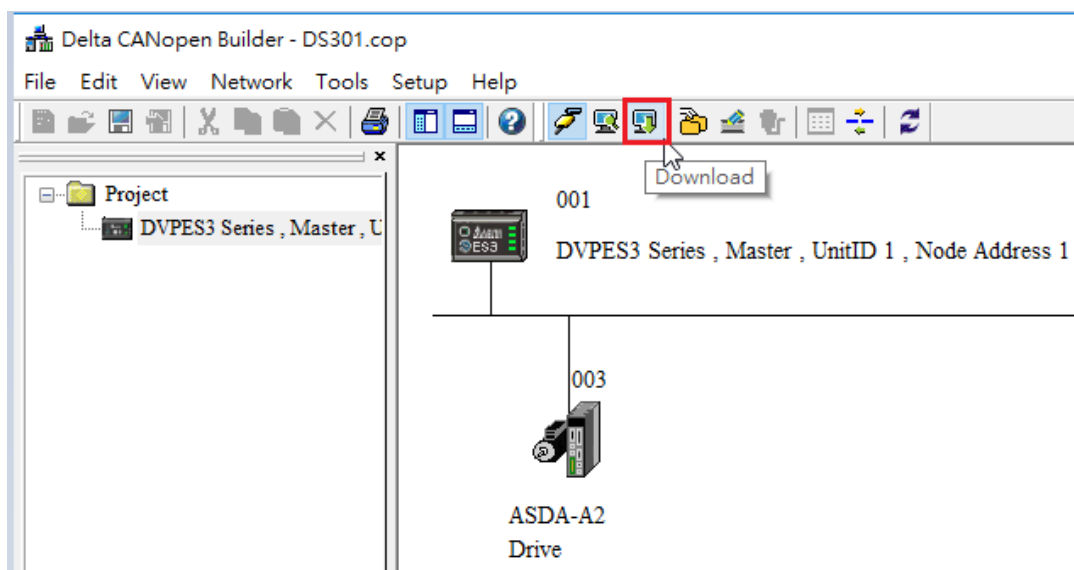 Delta CANopen Builder - DS301.cop
File Edit View Network Tools Setup Help
Download
Project
DVPES3 Series , Master , U
001
DVPES3 Series , Master , UnitID 1 , Node Address 1
ES3
003
ASDA-A2
Drive